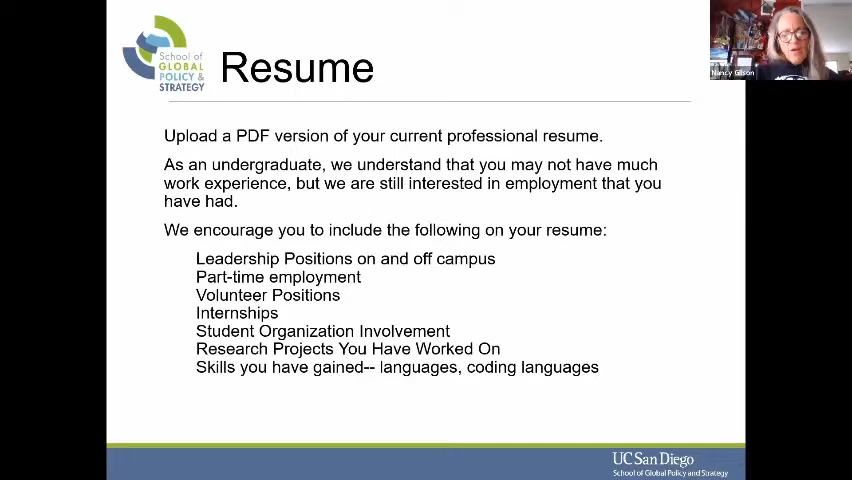 School of
GLOBAL
POLICY &
STRATEGY
Resume
Nancy Gilson
Upload a PDF version of your current professional resume.
As an undergraduate, we understand that you may not have much
work experience, but we are still interested in employment that you
have had.
We encourage you to include the following on your resume:
Leadership Positions on and off campus
Part-time employment
Volunteer Positions
Internships
Student Organization Involvement
Research Projects You Have Worked On
Skills you have gained-- languages, coding languages
UC San Diego
School of Global Policy and Strategy